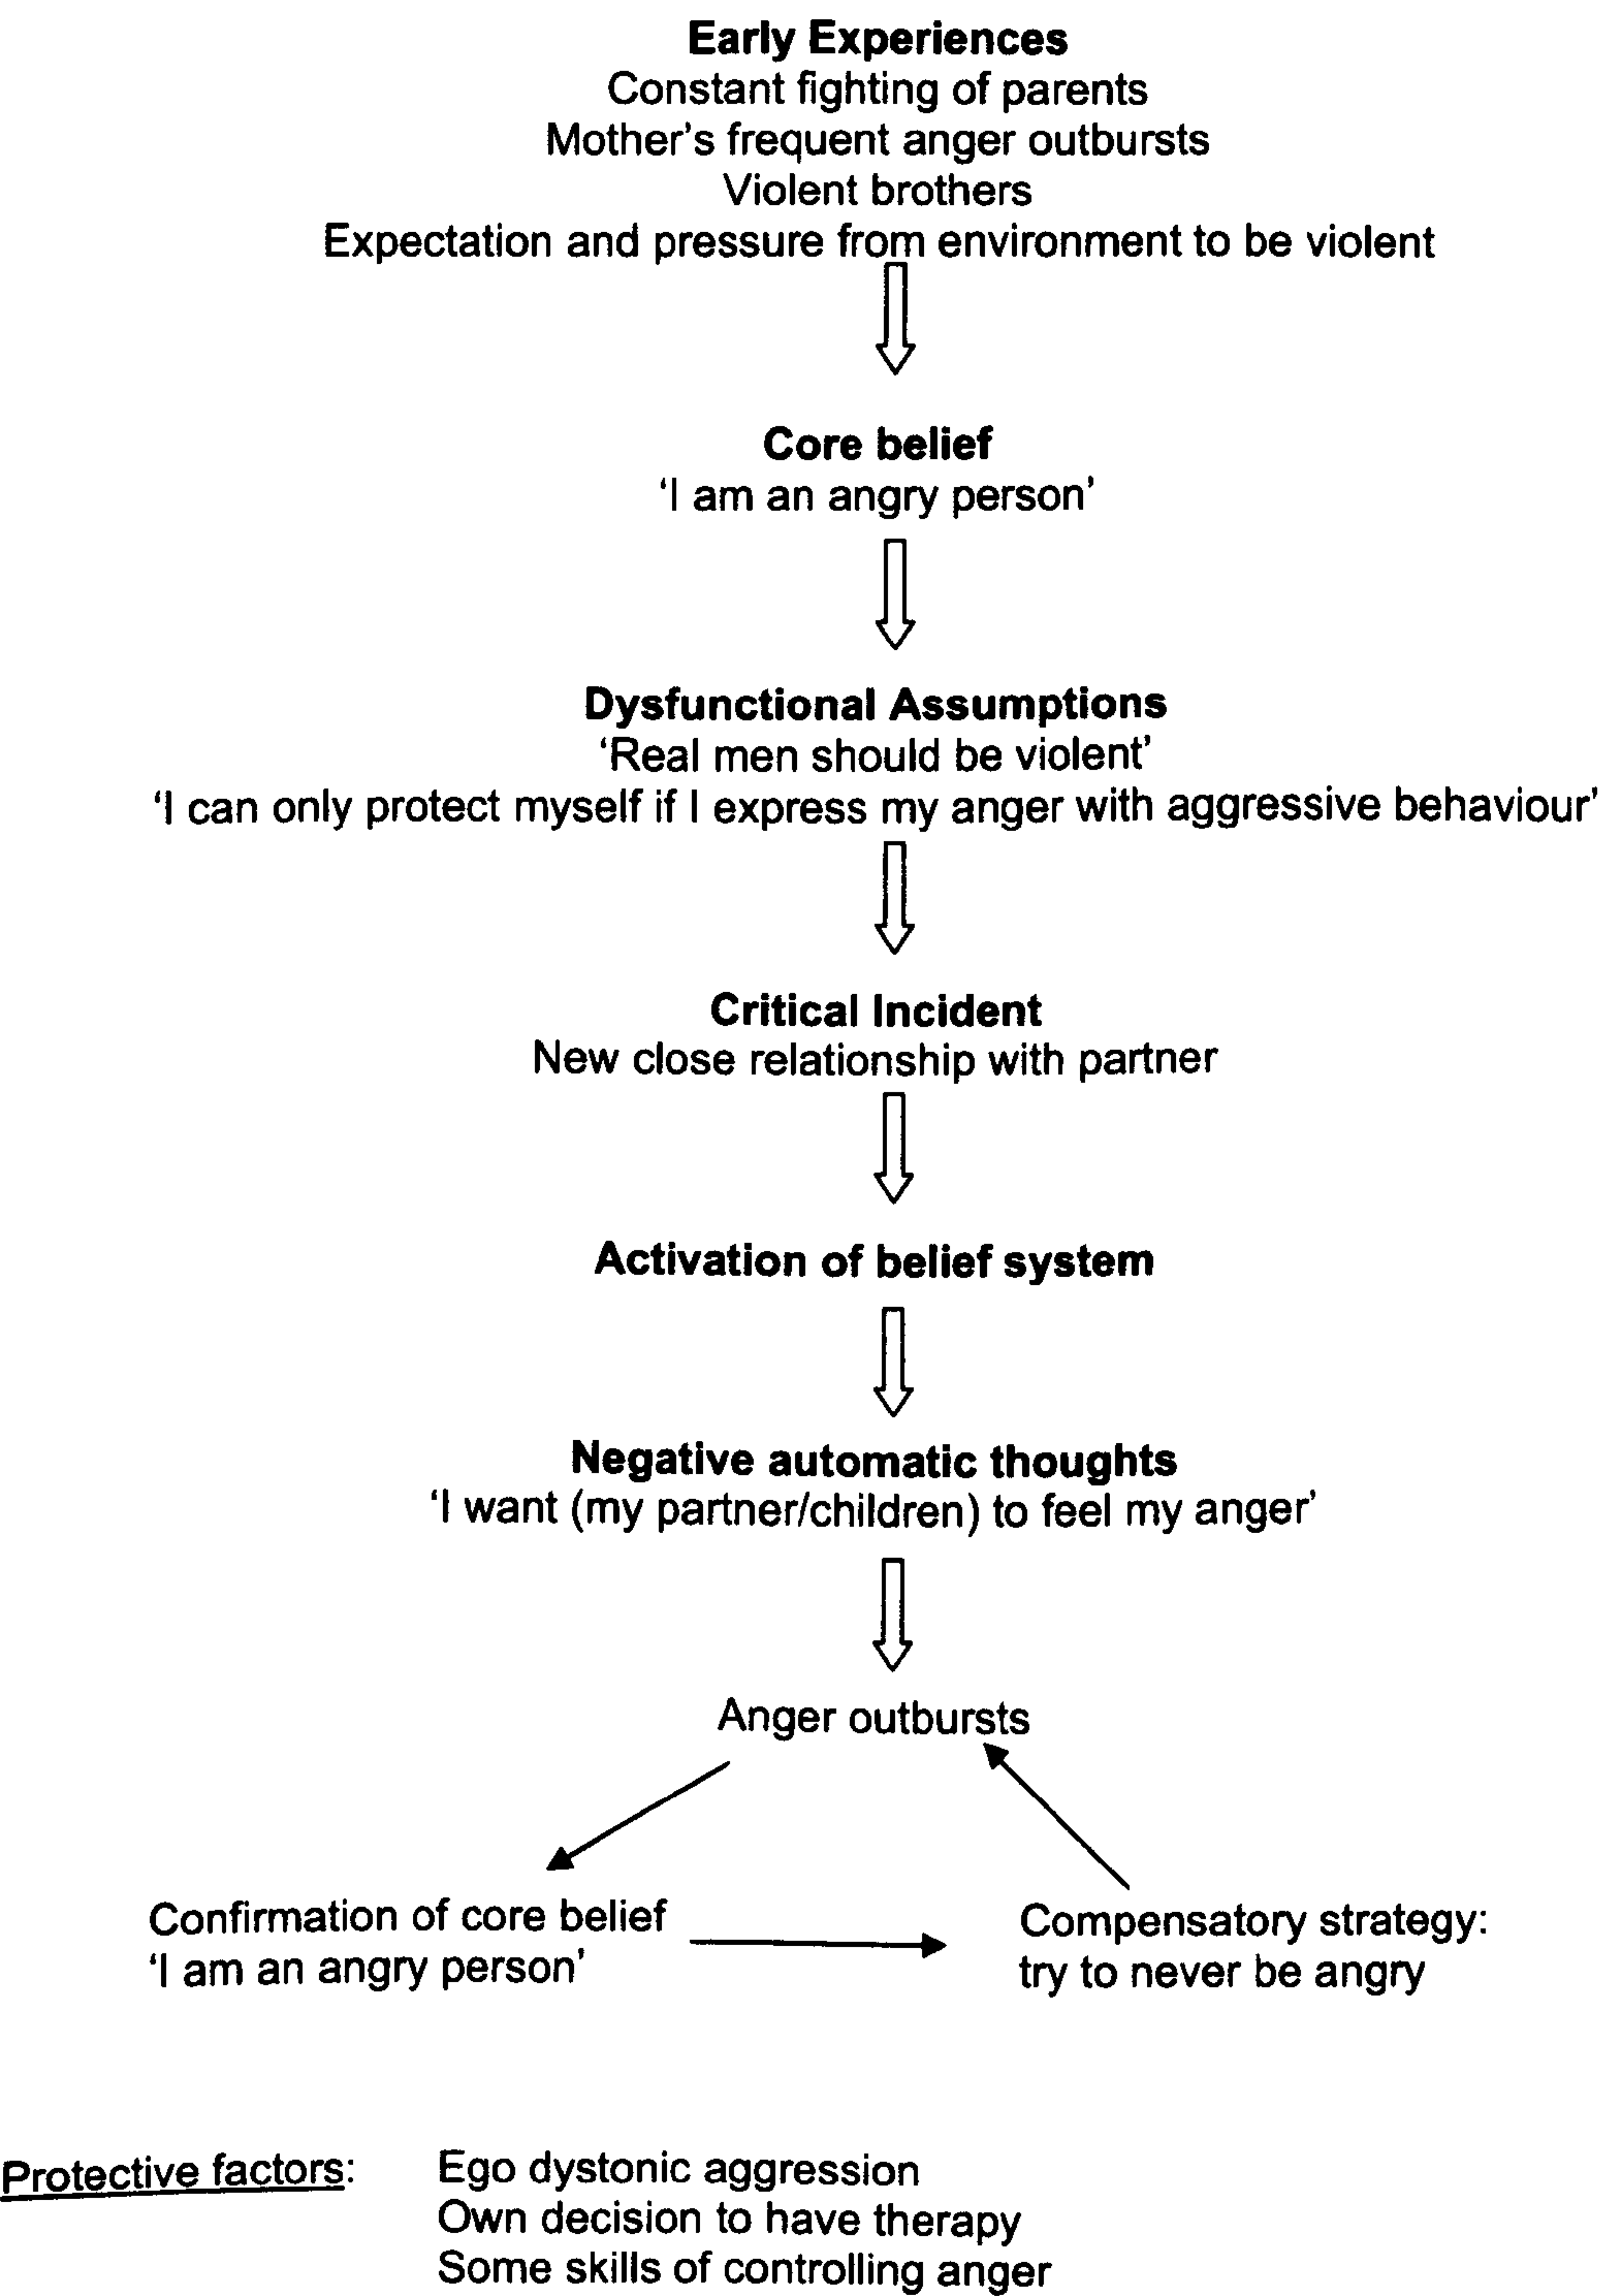 Early Experiences
Constant fighting of parents
Mother's frequent anger outbursts
Violent brothers
Expectation and pressure from environment to be violent
Core belief
‘I am an angry person’
Dysfunctional Assumptions
‘Real men should be violent’
‘I can only protect myself if I express my anger with aggressive behaviour’
Critical Incident
New close relationship with partner
Activation of belief system
Negative automatic thoughts
‘I want (my partner/children) to feel my anger’
Anger outbursts
Confirmation of core belief
‘I am an angry person’
Compensatory strategy:
try to never be angry
Protective factors:
Ego dystonic aggression
Own decision to have therapy
Some skills of controlling anger